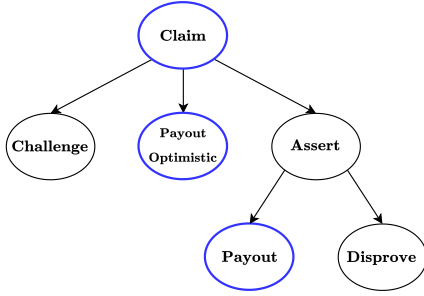 Claim
Challenge
Payout
Optimistic
Assert
Payout
Disprove